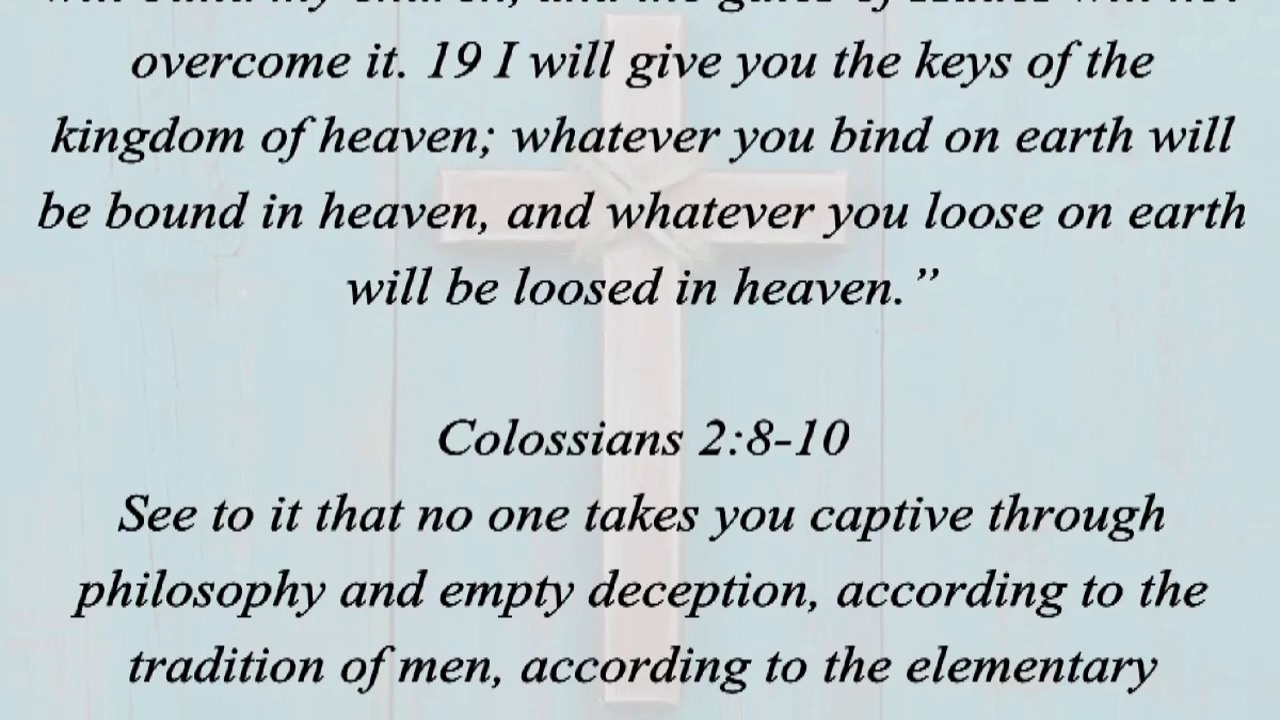 overcome it. 19 I will give you the keys of the
kingdom of heaven; whatever you bind on earth will
be bound in heaven, and whatever you loose on earth
will be loosed in heaven.”
Colossians 2:8-10
See to it that no one takes you captive through
philosophy and empty deception, according to the
tradition of men, according to the elementary